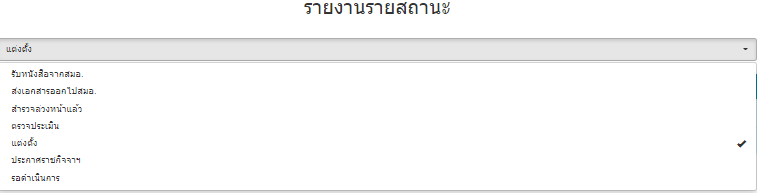 รายงานรายสถานะ
แต่งตั้ง
รับหนังสือจากสมอ.
ส่งเอกสารออกไปสมอ.
สำรวจล่วงหน้าแล้ว
ตรวจประเมิน
แต่งตั้ง
ประกาศราชกิจจาฯ
รอดำเนินการ